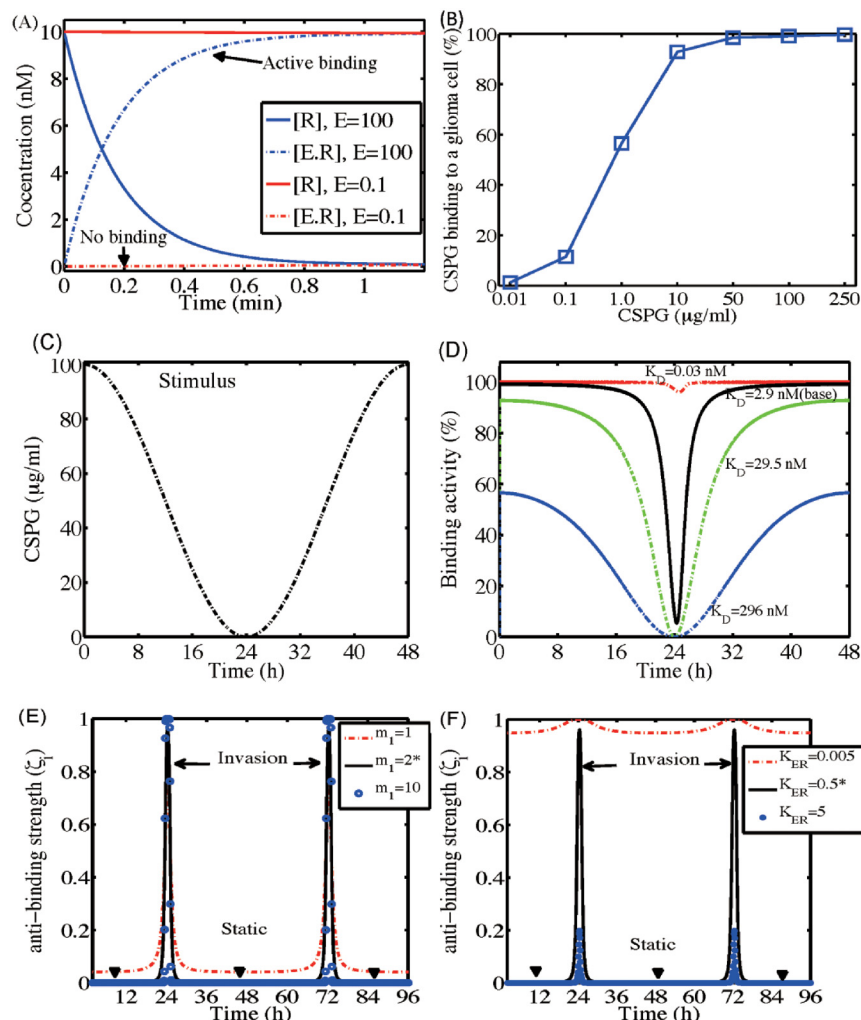 (A)
Cocentration (nM)
10
8
6
4
2
0
Active binding
[R], E=100
[E.R], E=100
[R], E=0.1
[E.R], E=0.1
No binding
0 0.2 0.4 0.6 0.8 1
Time (min)
(B)
CSPG binding to a glioma cell (%)
100
80
60
40
20
0
0.01 0.1 1.0 10 50 100 250
CSPG (μg/ml)
(C)
CSPG (μg/ml)
100
80
60
40
20
0
Stimulus
0 8 16 24 32 40 48
Time (h)
(D)
Binding activity (%)
100
80
60
40
20
0
K_D=0.03 nM
K_D=2.9 nM(base)
K_D=29.5 nM
K_D=296 nM
0 8 16 24 32 40 48
Time (h)
(E)
anti−binding strength (ζ_l)
1
0.8
0.6
0.4
0.2
0
Invasion
m_1=1
m_1=2*
m_1=10
Static
12 24 36 48 60 72 84 96
Time (h)
(F)
anti−binding strength (ζ_l)
1
0.8
0.6
0.4
0.2
0
Invasion
K_ER=0.005
K_ER=0.5*
K_ER=5
Static
12 24 36 48 60 72 84 96
Time (h)